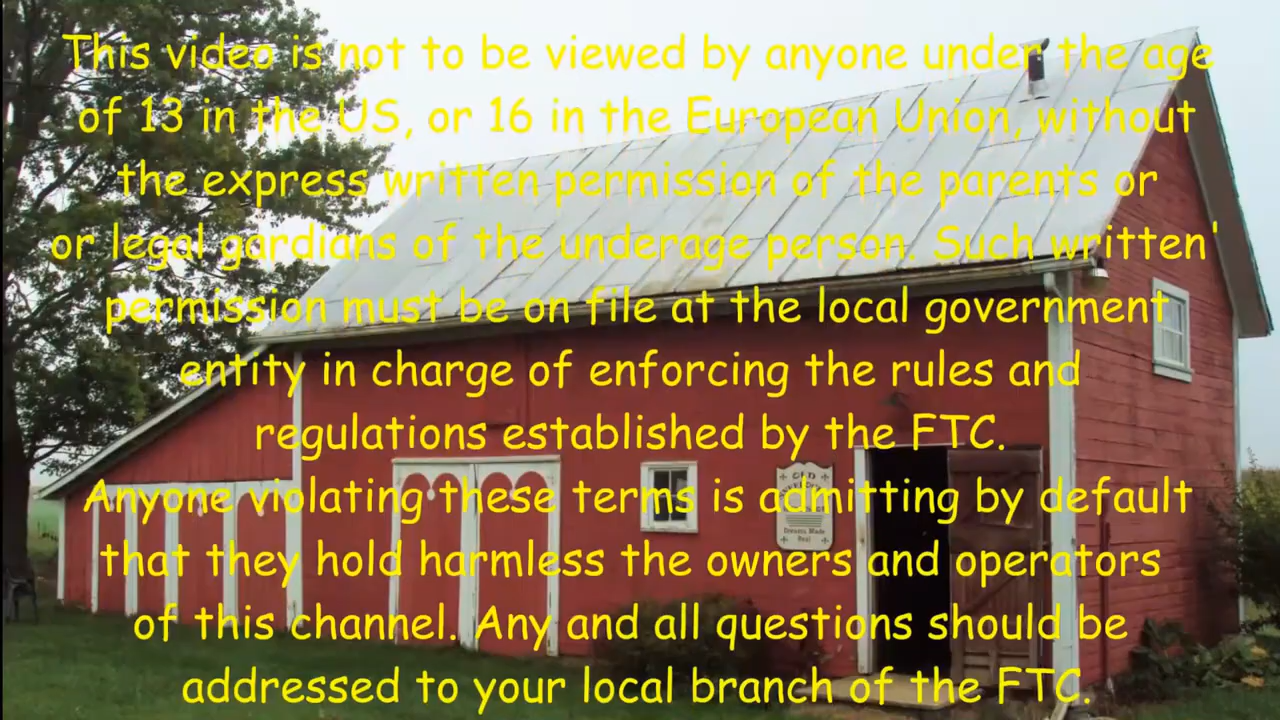 This video is not to be viewed by anyone under the age
of 13 in the US, or 16 in the European Union, without
the express written permission of the parents or
or legal gardians of the underage person. Such written'
permission must be on file at the local government
entity in charge of enforcing the rules and
regulations established by the FTC.
Anyone violating these terms is admitting by default
that they hold harmless the owners and operators
of this channel. Any and all questions should be
addressed to your local branch of the FTC.
Dreams Made
Real